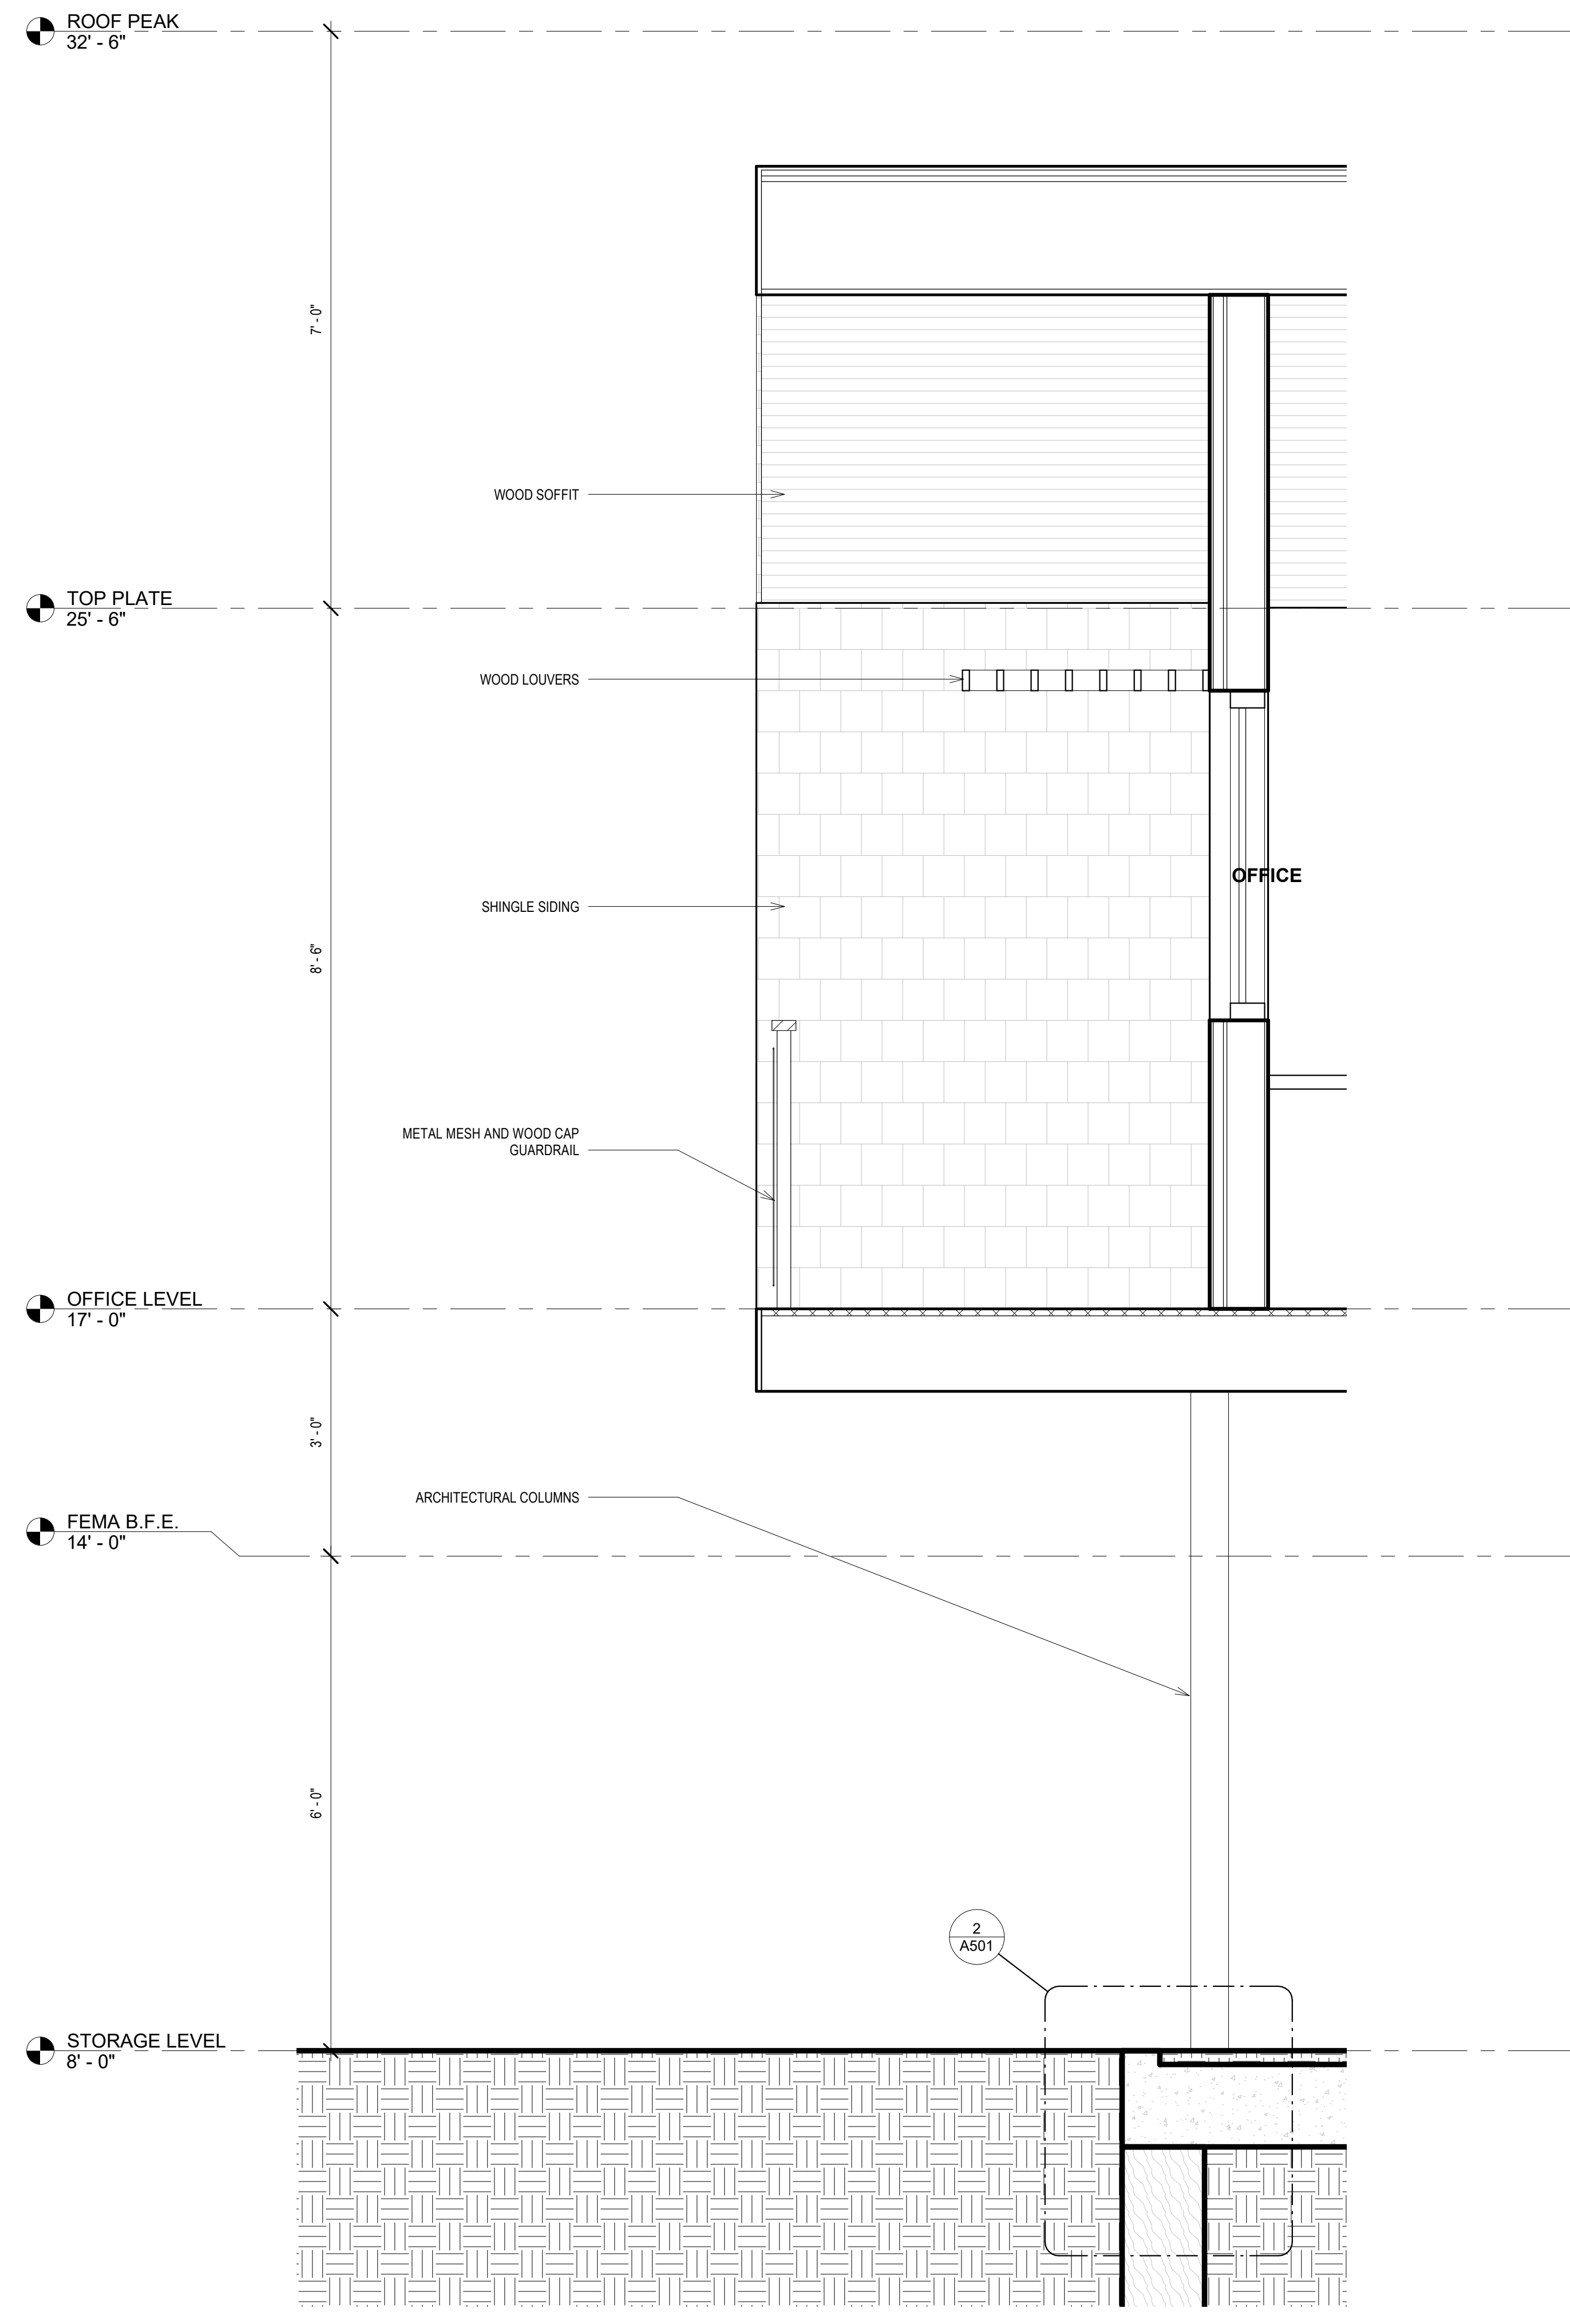 ROOF PEAK
32' - 6"
7' - 0"
WOOD SOFFIT
TOP PLATE
25' - 6"
WOOD LOUVERS
OFFICE
SHINGLE SIDING
8' - 6"
METAL MESH AND WOOD CAP
GUARDRAIL
OFFICE LEVEL
17' - 0"
3' - 0"
ARCHITECTURAL COLUMNS
FEMA B.F.E.
14' - 0"
6' - 0"
2
A501
STORAGE LEVEL
8' - 0"